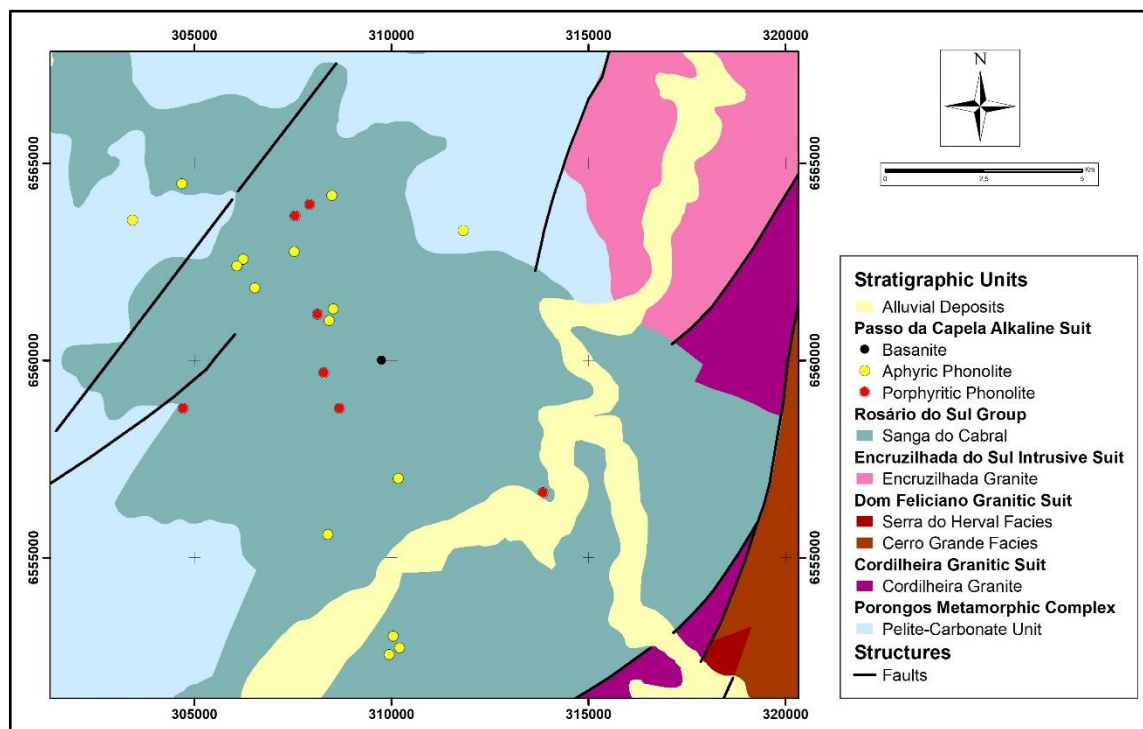 305000 310000 315000 320000
6565000 6565000
6560000 6560000
6555000 6555000
305000 310000 315000 320000
N
Km
0 2,5 5
Stratigraphic Units
Alluvial Deposits
Passo da Capela Alkaline Suit
Basanite
Aphyric Phonolite
Porphyritic Phonolite
Rosário do Sul Group
Sanga do Cabral
Encruzilhada do Sul Intrusive Suit
Encruzilhada Granite
Dom Feliciano Granitic Suit
Serra do Herval Facies
Cerro Grande Facies
Cordilheira Granitic Suit
Cordilheira Granite
Porongos Metamorphic Complex
Pelite-Carbonate Unit
Structures
Faults